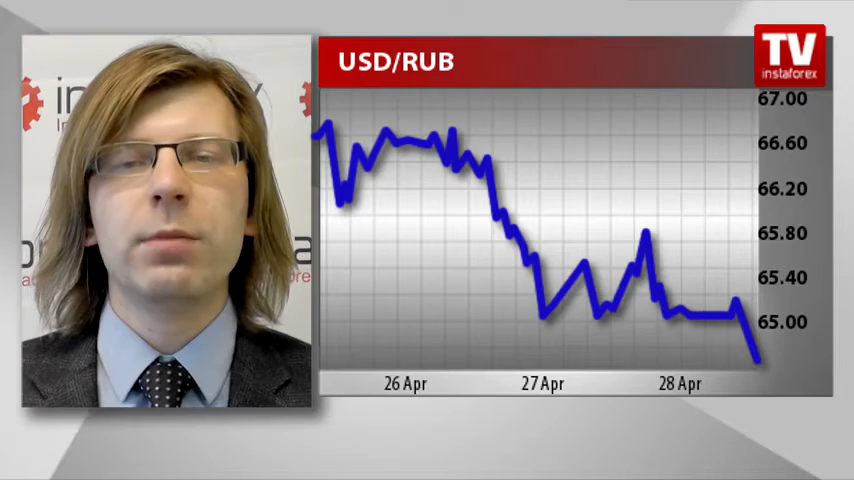 USD/RUB
TV
instaforex
67.00
66.60
66.20
65.80
65.40
65.00
26 Apr
27 Apr
28 Apr